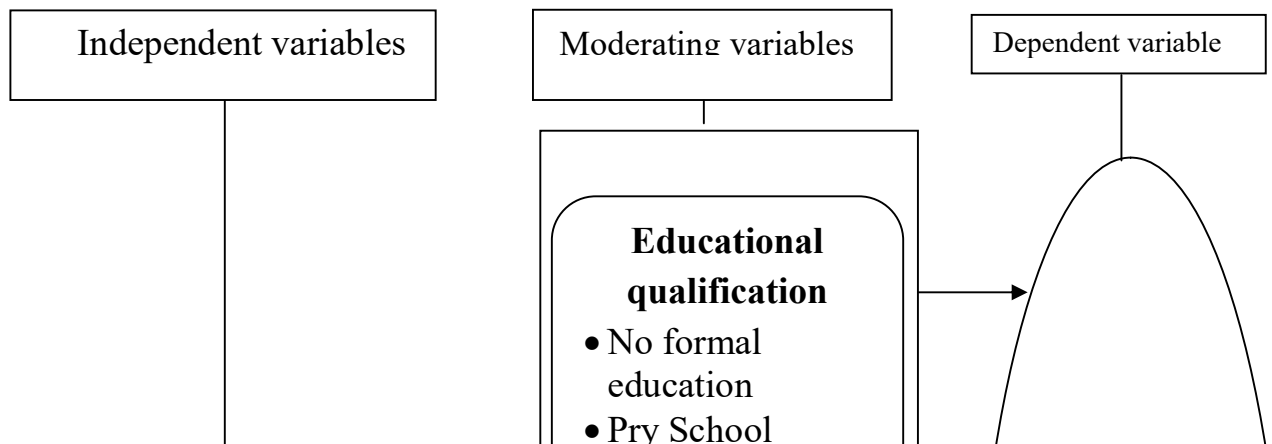 Independent variables
Moderating variables
Dependent variable
Educational
qualification
• No formal
education
• Pry School